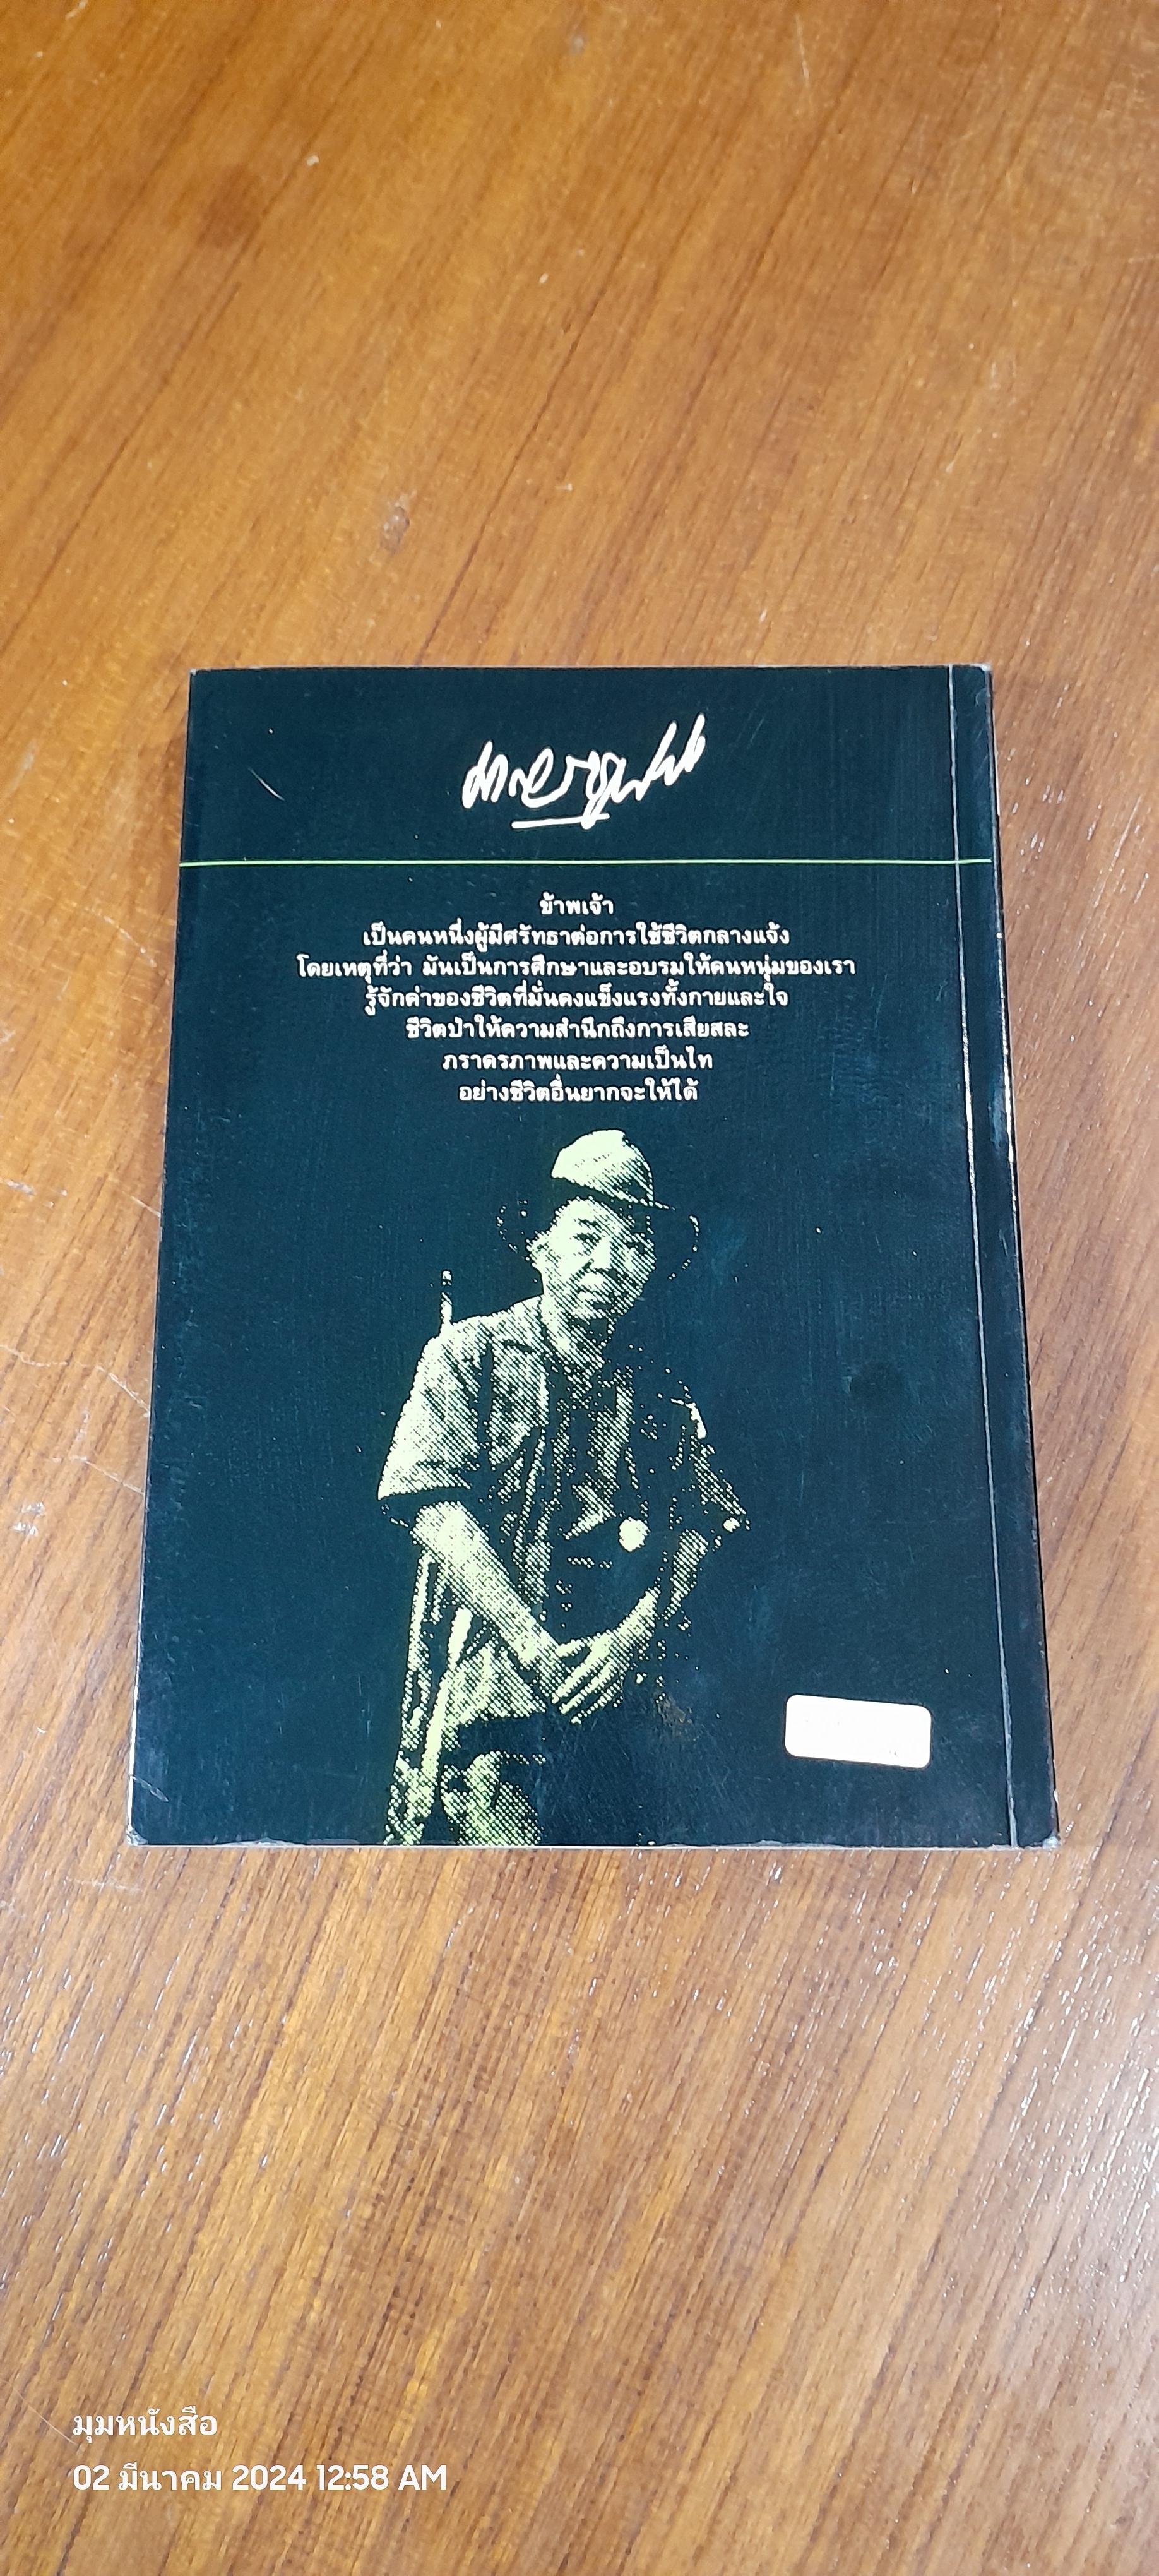 ข้าพเจ้า
เป็นคนหนึ่งผู้มีศรัทธาต่อการใช้ชีวิตกลางแจ้ง
โดยเหตุที่ว่า มันเป็นการศึกษาและอบรมให้คนหนุ่มของเรา
รู้จักค่าของชีวิตที่มั่นคงแข็งแรงทั้งกายและใจ
ชีวิตป่าให้ความสำนึกถึงการเสียสละ
ภราดรภาพและความเป็นไท
อย่างชีวิตอื่นยากจะให้ได้
มุมหนังสือ
02 มีนาคม 2024 12:58 AM